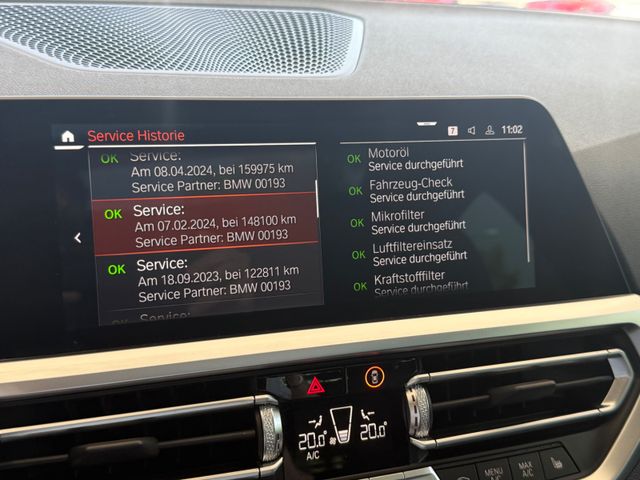 Service Historie
7 11:02
OK Service:
Am 08.04.2024, bei 159975 km
Service Partner: BMW 00193
OK Service:
Am 07.02.2024, bei 148100 km
Service Partner: BMW 00193
OK Service:
Am 18.09.2023, bei 122811 km
Service Partner: BMW 00193
OK Service:
OK Motoröl
Service durchgeführt
OK Fahrzeug-Check
Service durchgeführt
OK Mikrofilter
Service durchgeführt
OK Luftfiltereinsatz
Service durchgeführt
OK Kraftstofffilter
Service durchgeführt
20.0° 20.0°
A/C
MENU
A/C
MAX
A/C